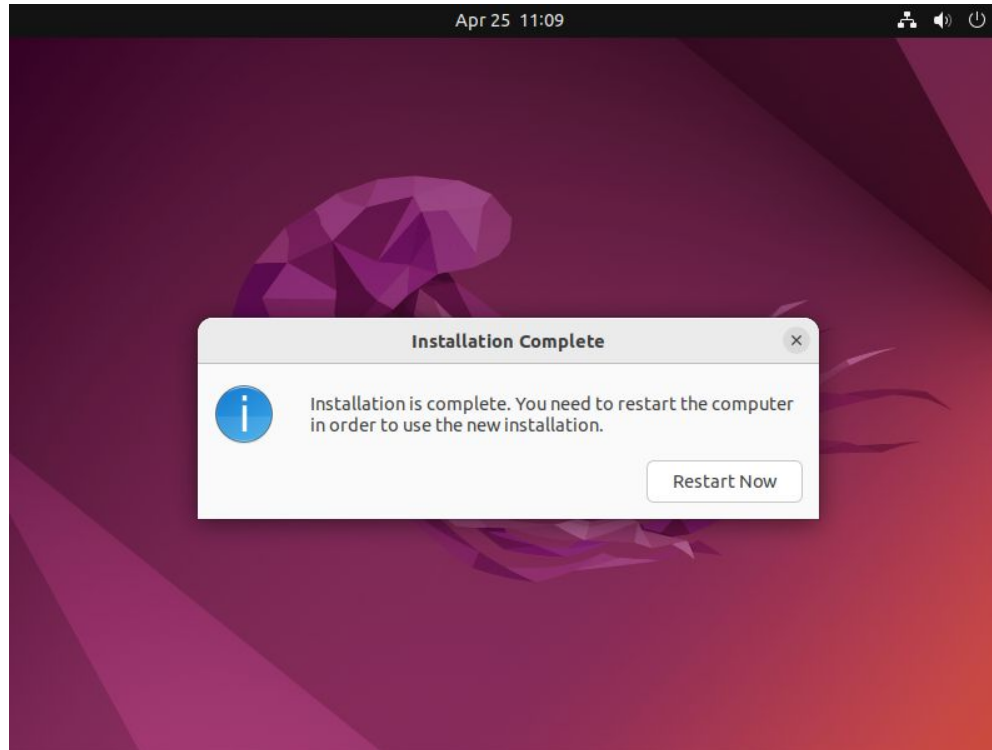 Apr 25 11:09
Installation Complete
Installation is complete. You need to restart the computer
in order to use the new installation.
Restart Now